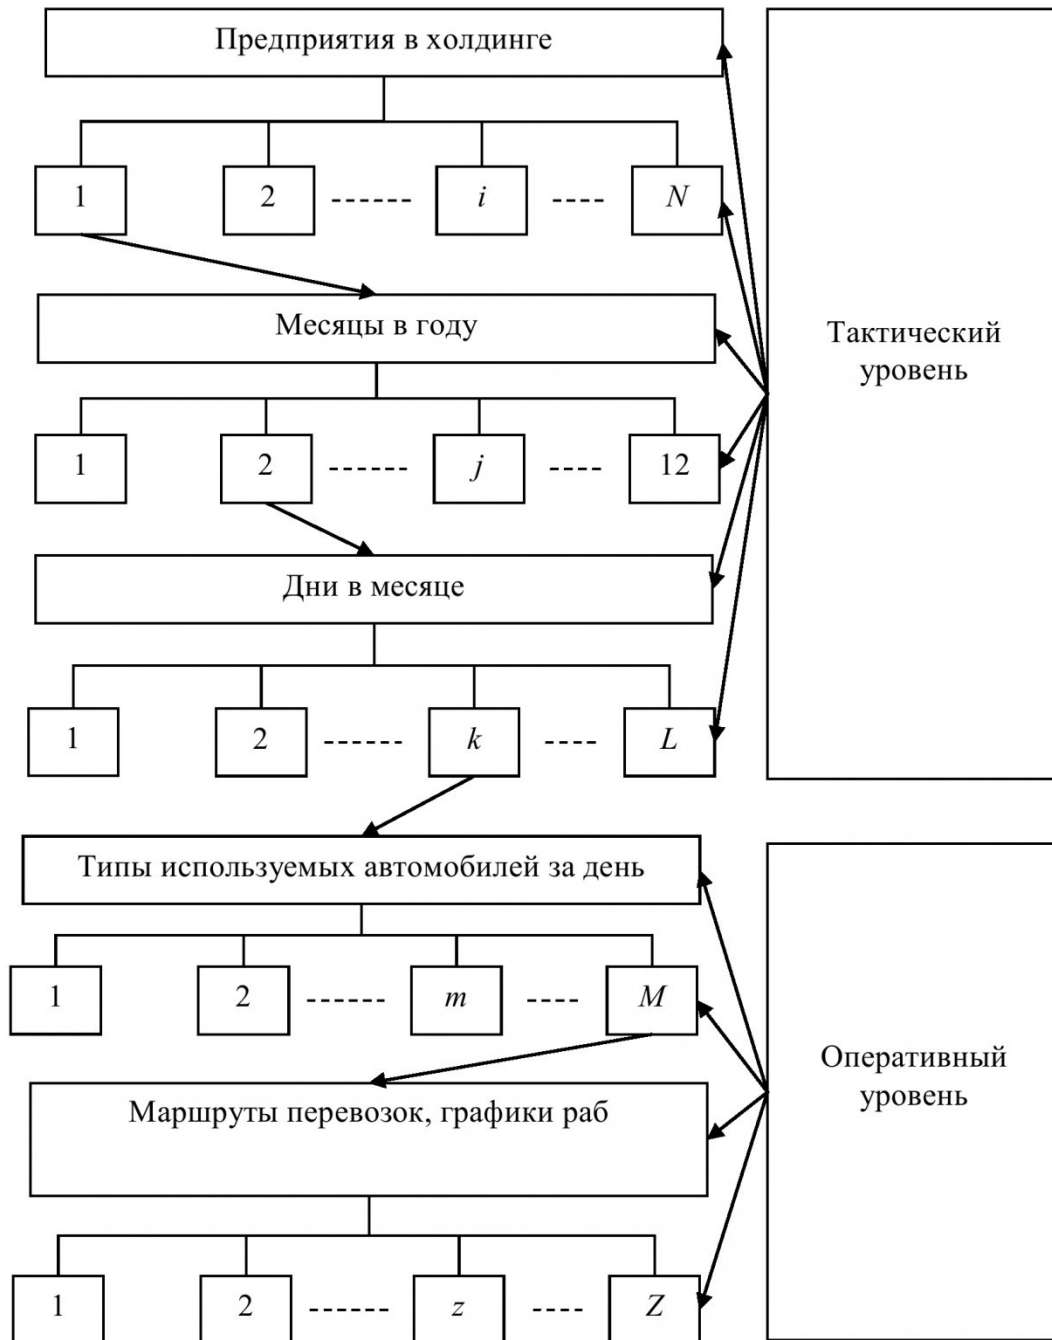 Предприятия в холдинге
1 2 ------ i ---- N
Месяцы в году
1 2 ------ j ---- 12
Дни в месяце
1 2 ------ k ---- L
Тактический
уровень
Типы используемых автомобилей за день
1 2 ------ m ---- M
Маршруты перевозок, графики раб
1 2 ------ z ---- Z
Оперативный
уровень